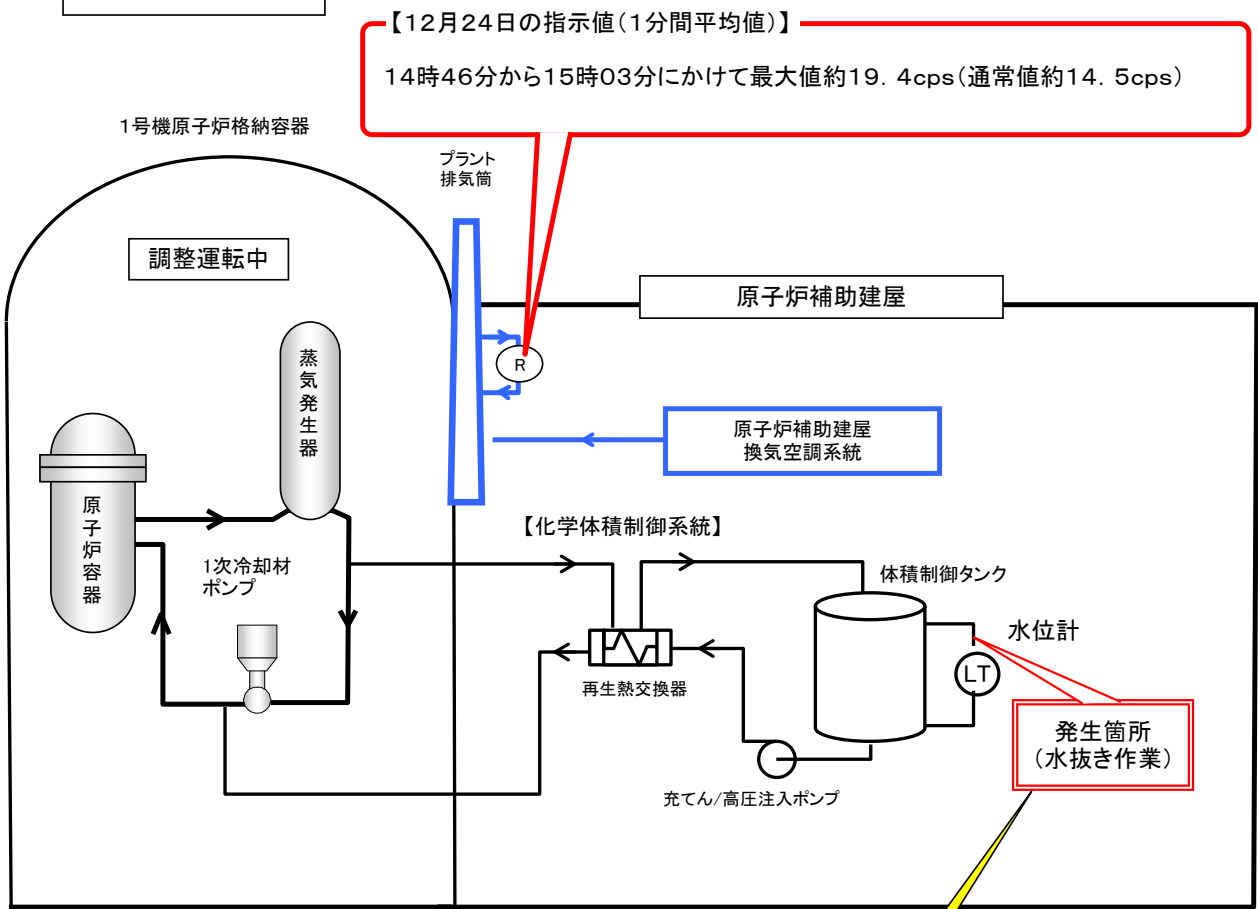 【12月24日の指示値(1分間平均値)】
14時46分から15時03分にかけて最大値約19．4cps(通常値約14．5cps)
1号機原子炉格納容器
プラント
排気筒
調整運転中
原子炉補助建屋
R
蒸気発生器
原子炉補助建屋
換気空調系統
原子炉容器
【化学体積制御系統】
1次冷却材
ポンプ
体積制御タンク
水位計
LT
再生熱交換器
発生箇所
(水抜き作業)
充てん/高圧注入ポンプ